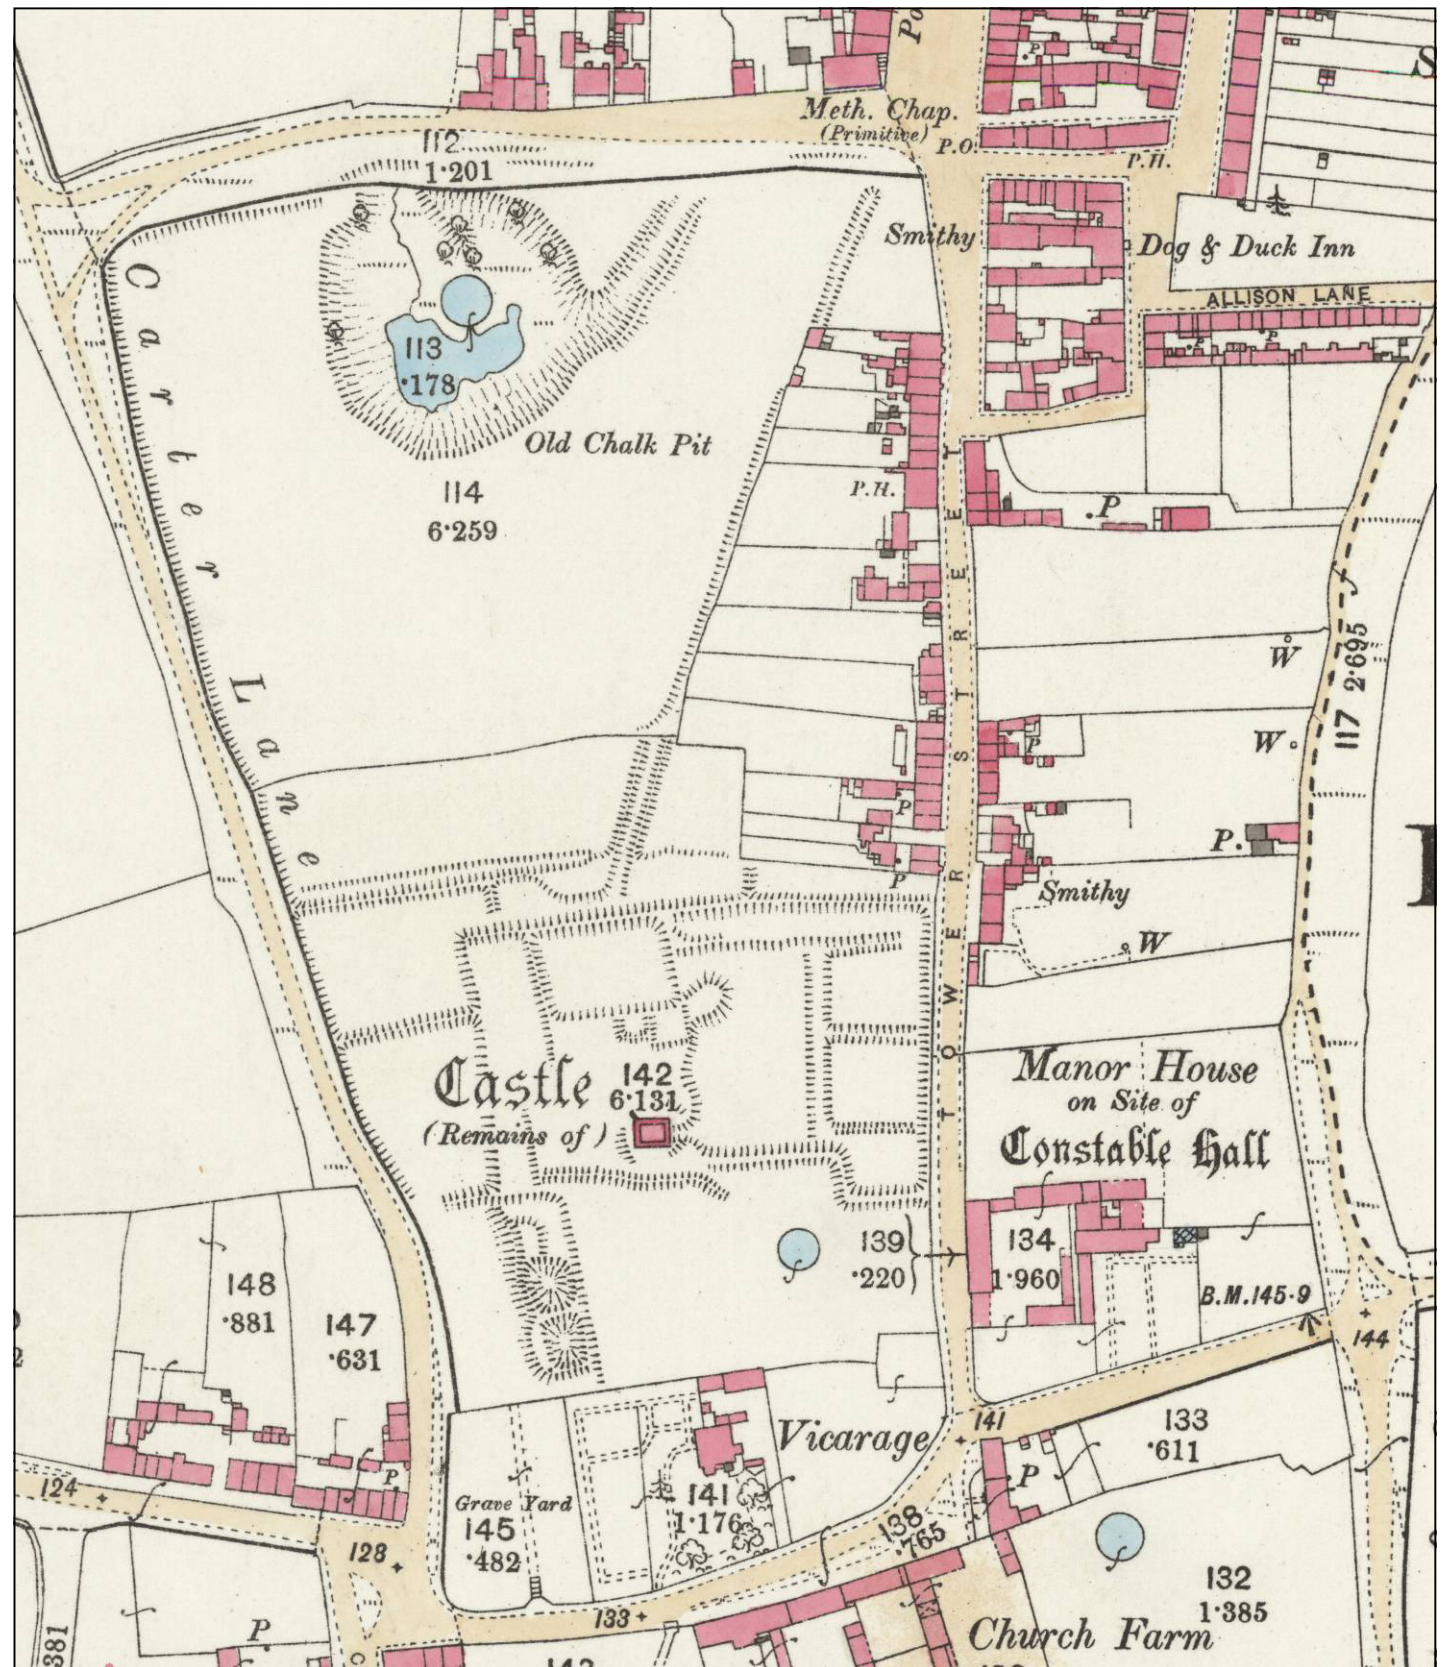 Po
S
Meth. Chap.
(Primitive)
P.O.
P
P.H.
112
1·201
Smithy
Dog & Duck Inn
ALLISON LANE
P
P
P
Carter Lane
113
·178
Old Chalk Pit
114
6·259
P.H.
P
TOWER STREET
W
117 2·695
P
W
P
P.
Smithy
P
W
Castle
(Remains of)
142
6·131
Manor House
on Site of
Constable Hall
139
·220
134
1·960
148
·881
147
·631
B.M.145·9
144
Vicarage
141
133
·611
P
P
124
Grave Yard
145
·482
141
1·176
138
·765
128
133
132
1·385
P
Church Farm
381